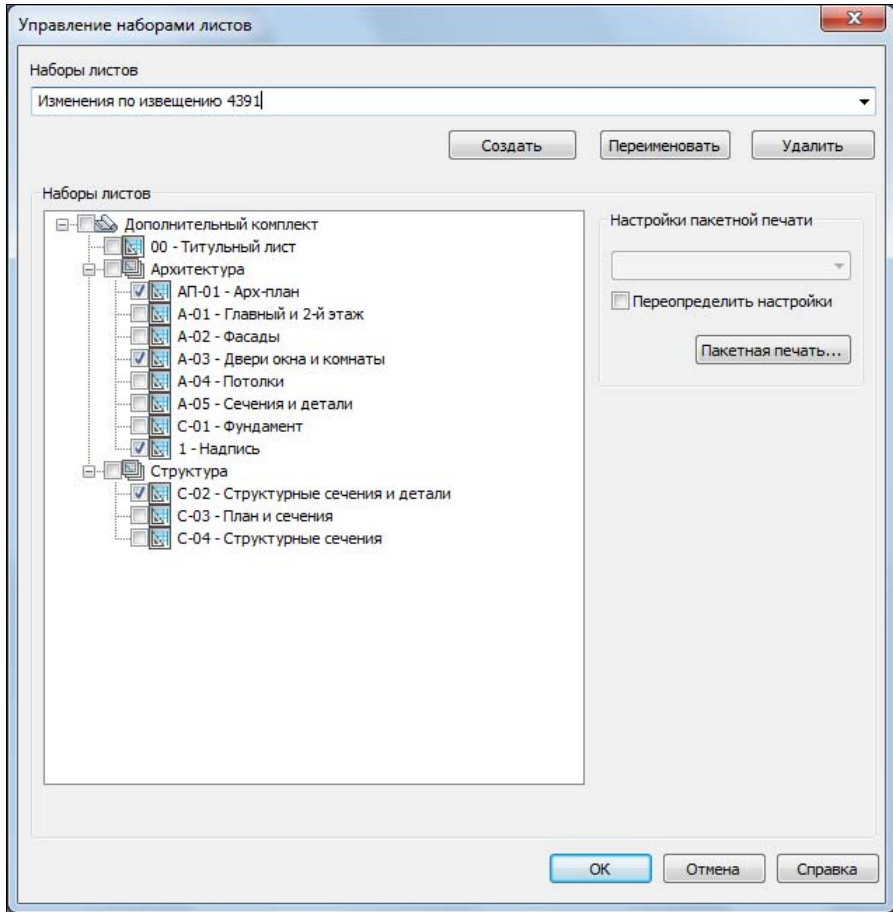 Управление наборами листов
Наборы листов
Изменения по извещению 4391
Создать
Переименовать
Удалить
Наборы листов
Дополнительный комплект
00 - Титульный лист
Архитектура
АП-01 - Арх-план
А-01 - Главный и 2-й этаж
А-02 - Фасады
А-03 - Двери окна и комнаты
А-04 - Потолки
А-05 - Сечения и детали
С-01 - Фундамент
1 - Надпись
Структура
С-02 - Структурные сечения и детали
С-03 - План и сечения
С-04 - Структурные сечения
Настройки пакетной печати
Переопределить настройки
Пакетная печать...
ОК
Отмена
Справка